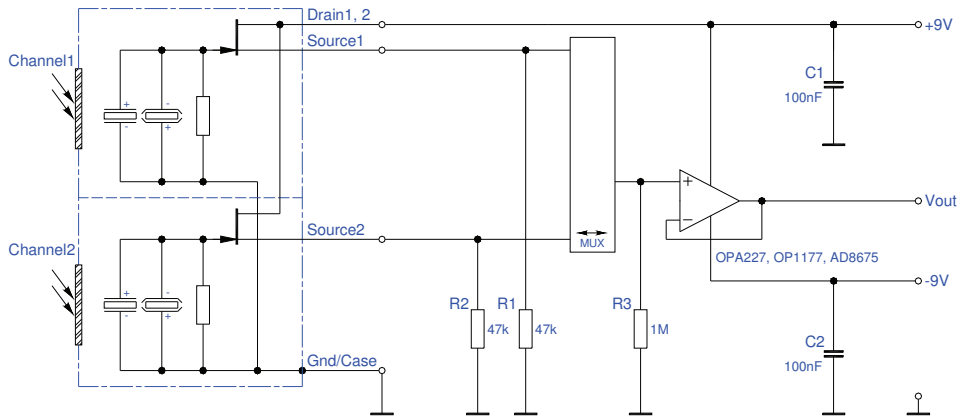 Drain1, 2
+9V
Source1
Channel1
+
-
-
+
C1
100nF
+
−
Vout
Source2
MUX
Channel2
OPA227, OP1177, AD8675
-9V
+
-
-
+
R2
47k
R1
47k
R3
1M
C2
100nF
Gnd/Case